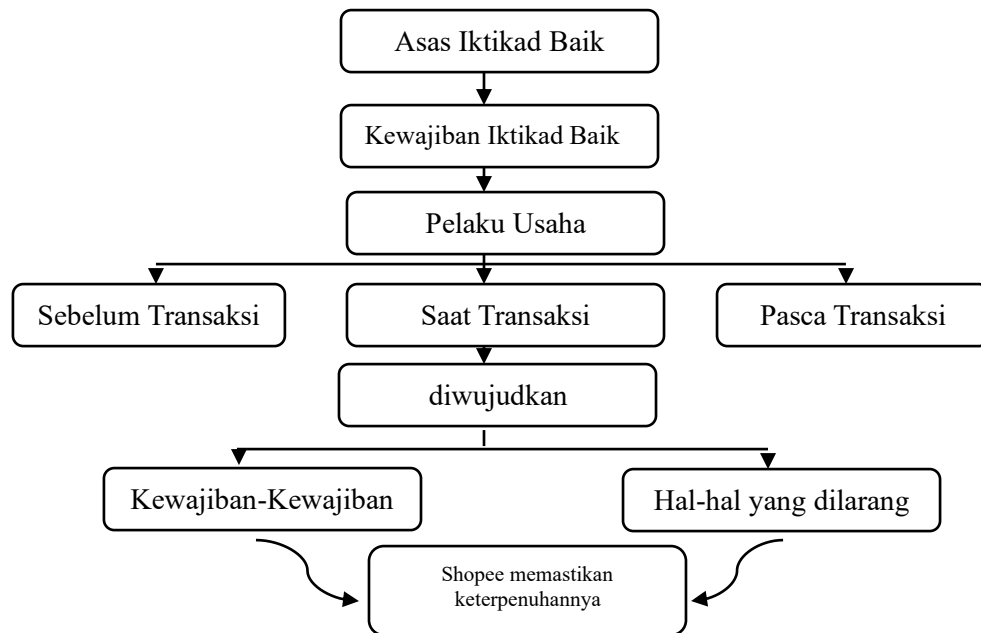 Asas Iktikad Baik
Kewajiban Iktikad Baik
Pelaku Usaha
Sebelum Transaksi
Saat Transaksi
Pasca Transaksi
diwujudkan
Kewajiban-Kewajiban
Hal-hal yang dilarang
Shopee memastikan
keterpenuhannya